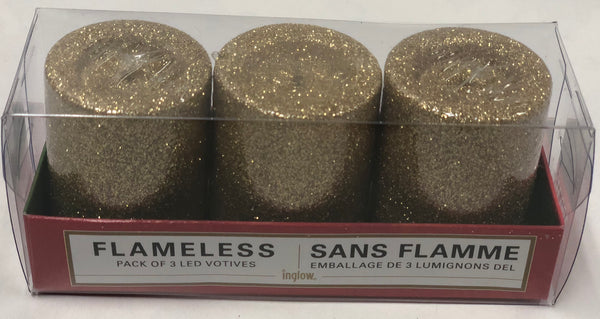 FLAMELESS
PACK OF 3 LED VOTIVES
SANS FLAMME
EMBALLAGE DE 3 LUMIGNONS DEL
inglow